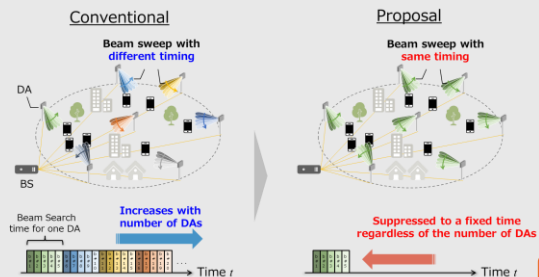 Conventional
Beam sweep with
different timing
DA
BS
Beam Search
time for one DA
Increases with
number of DAs
...
Time t
Proposal
Beam sweep with
same timing
Suppressed to a fixed time
regardless of the number of DAs
Time t